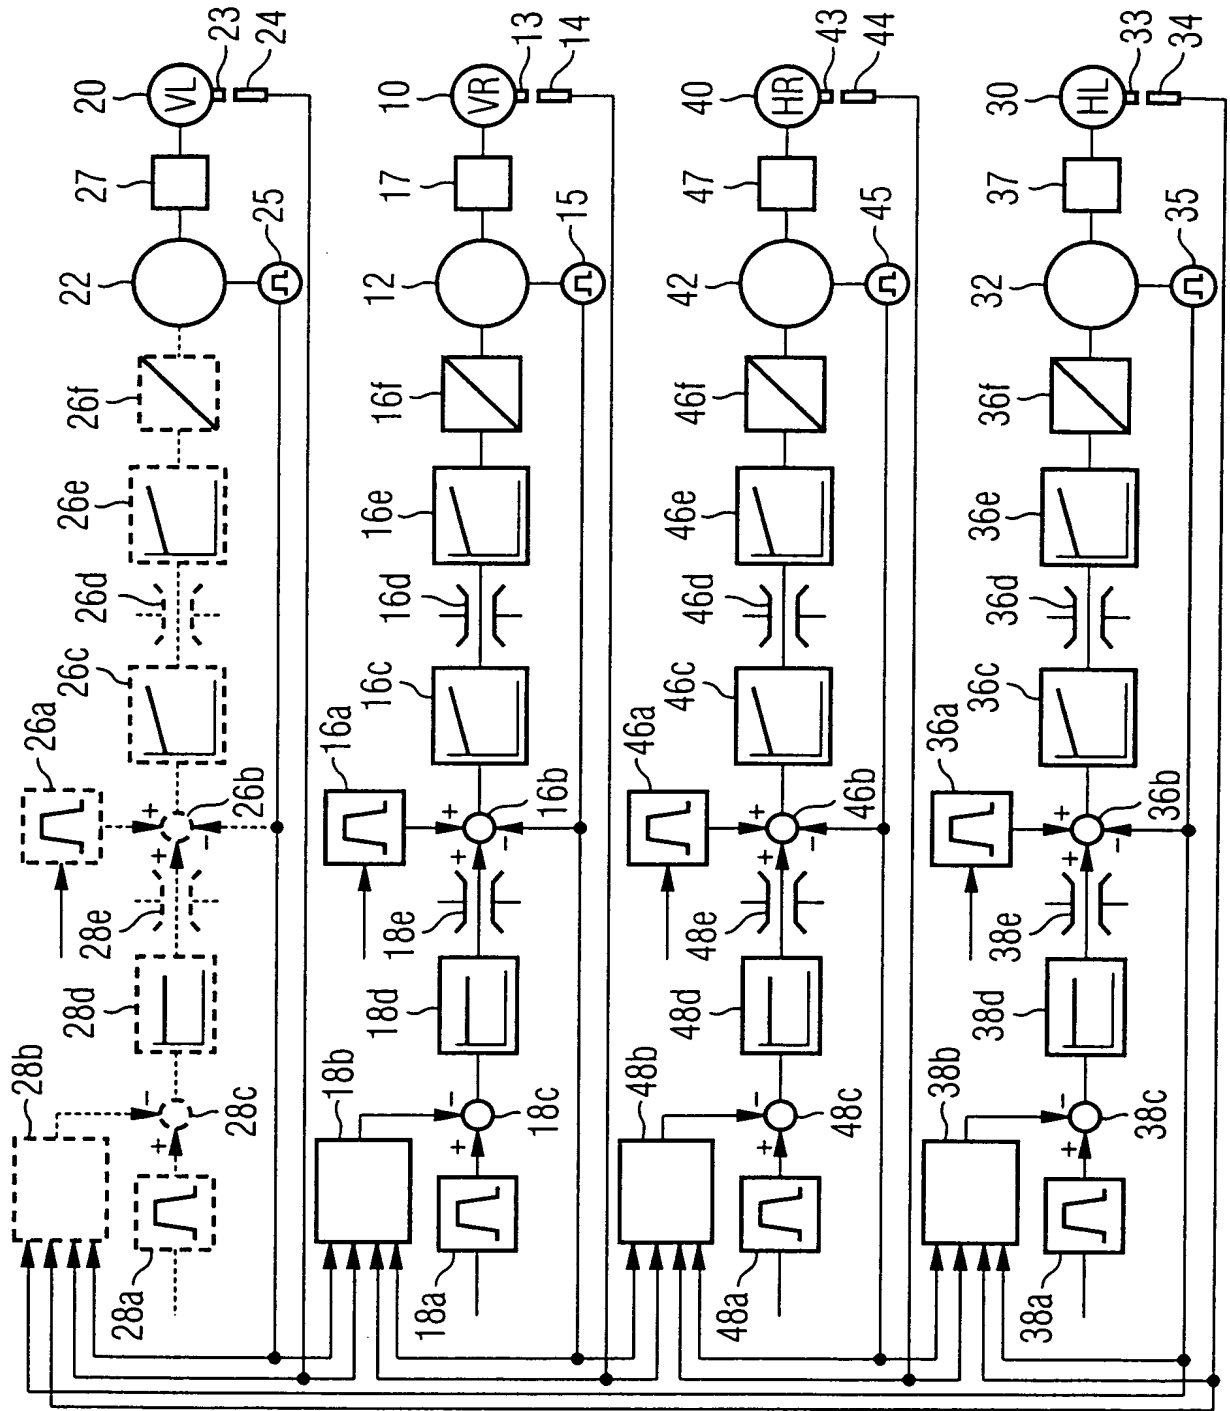 20
VL
23
24
27
22
25
26f
26e
26d
26c
26a
+
26b
−
+
28e
28d
28b
−
28c
+
28a
10
VR
13
14
17
12
15
16f
16e
16d
16c
16a
+
16b
−
+
18e
18d
18b
−
18c
+
18a
40
HR
43
44
47
42
45
46f
46e
46d
46c
46a
+
46b
−
+
48e
48d
48b
−
48c
+
48a
30
HL
33
34
37
32
35
36f
36e
36d
36c
36a
+
36b
−
+
38e
38d
38b
−
38c
+
38a